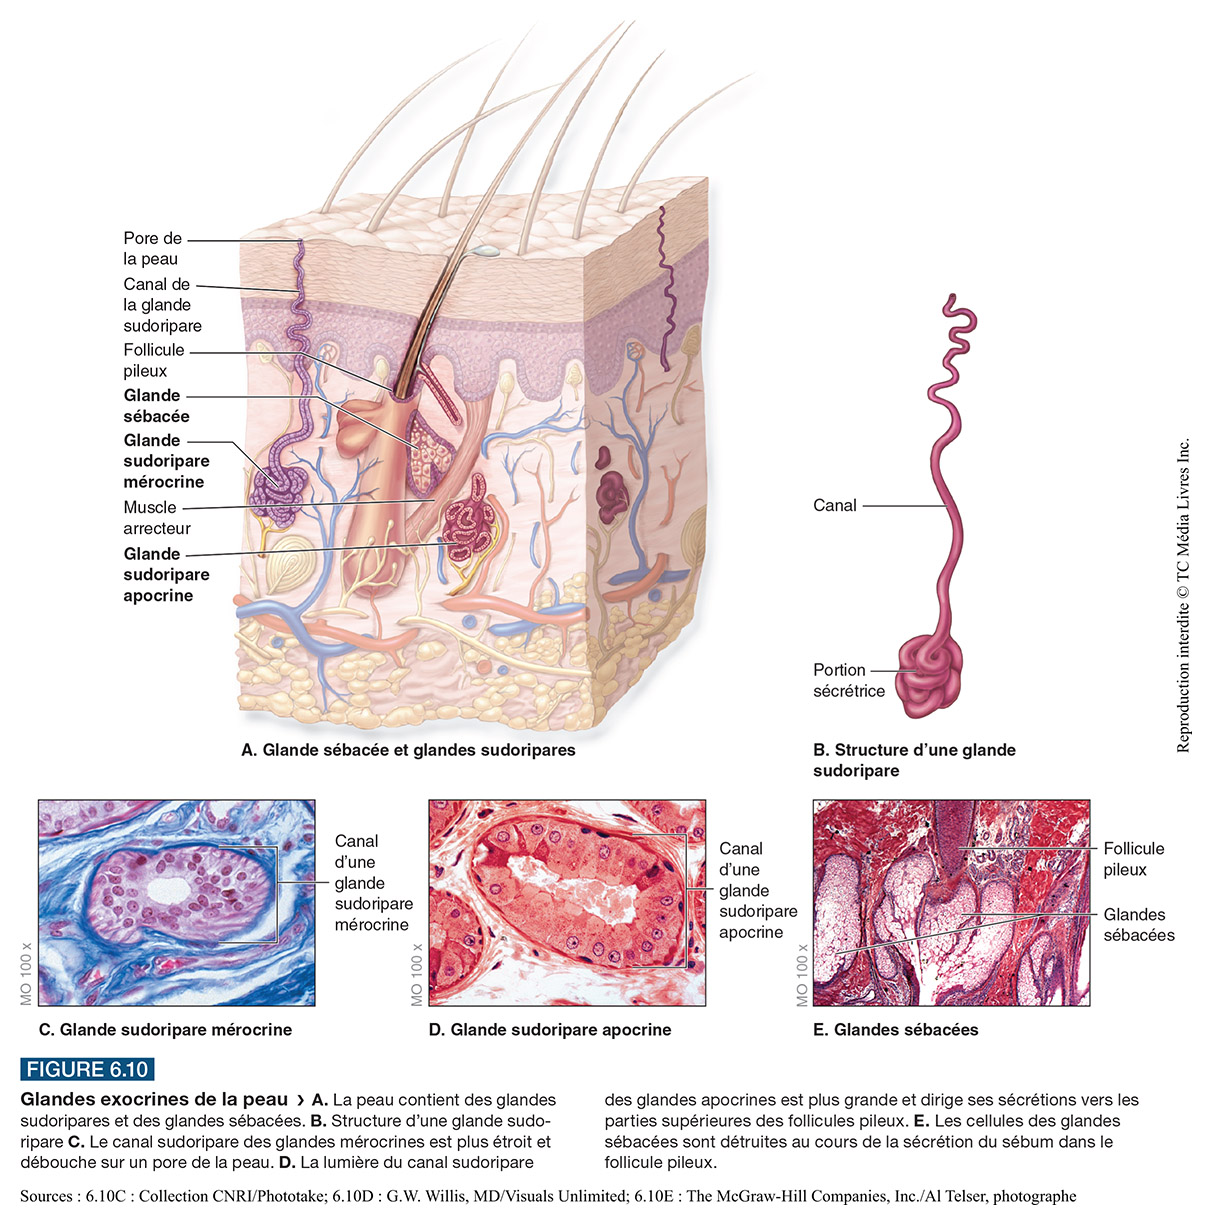 Pore de
la peau
Canal de
la glande
sudoripare
Follicule
pileux
Glande
sébacée
Glande
sudoripare
mérocrine
Muscle
arrecteur
Glande
sudoripare
apocrine
A. Glande sébacée et glandes sudoripares
Canal
Portion
sécrétrice
B. Structure d'une glande
sudoripare
Reproduction interdite © TC Média Livres Inc.
Canal
d'une
glande
sudoripare
mérocrine
MO 100 x
C. Glande sudoripare mérocrine
Canal
d'une
glande
sudoripare
apocrine
MO 100 x
D. Glande sudoripare apocrine
Follicule
pileux
Glandes
sébacées
MO 100 x
E. Glandes sébacées
FIGURE 6.10
Glandes exocrines de la peau › A. La peau contient des glandes
sudoripares et des glandes sébacées. B. Structure d'une glande sudo-
ripare C. Le canal sudoripare des glandes mérocrines est plus étroit et
débouche sur un pore de la peau. D. La lumière du canal sudoripare
des glandes apocrines est plus grande et dirige ses sécrétions vers les
parties supérieures des follicules pileux. E. Les cellules des glandes
sébacées sont détruites au cours de la sécrétion du sébum dans le
follicule pileux.
Sources : 6.10C : Collection CNRI/Phototake; 6.10D : G.W. Willis, MD/Visuals Unlimited; 6.10E : The McGraw-Hill Companies, Inc./Al Telser, photographe